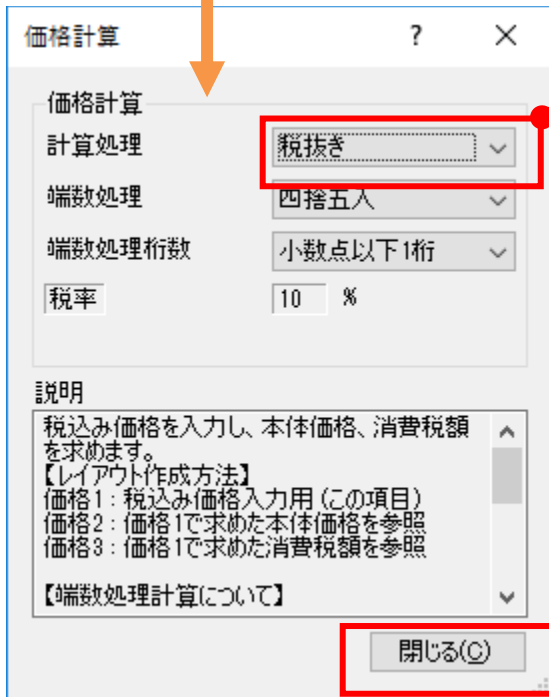 価格計算 ? ×
価格計算
計算処理 税抜き
端数処理 四捨五入
端数処理桁数 小数点以下1桁
税率 10 %
説明
税込み価格を入力し、本体価格、消費税額
を求めます。
【レイアウト作成方法】
価格1：税込み価格入力用（この項目）
価格2：価格1で求めた本体価格を参照
価格3：価格1で求めた消費税額を参照
【端数処理計算について】
閉じる(C)